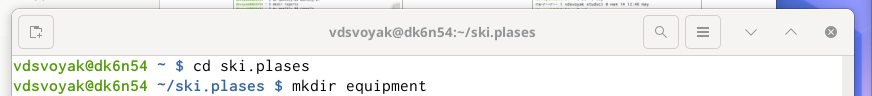 vdsvoyak@dk6n54:~/ski.plases
vdsvoyak@dk6n54 ~ $ cd ski.plases
vdsvoyak@dk6n54 ~/ski.plases $ mkdir equipment